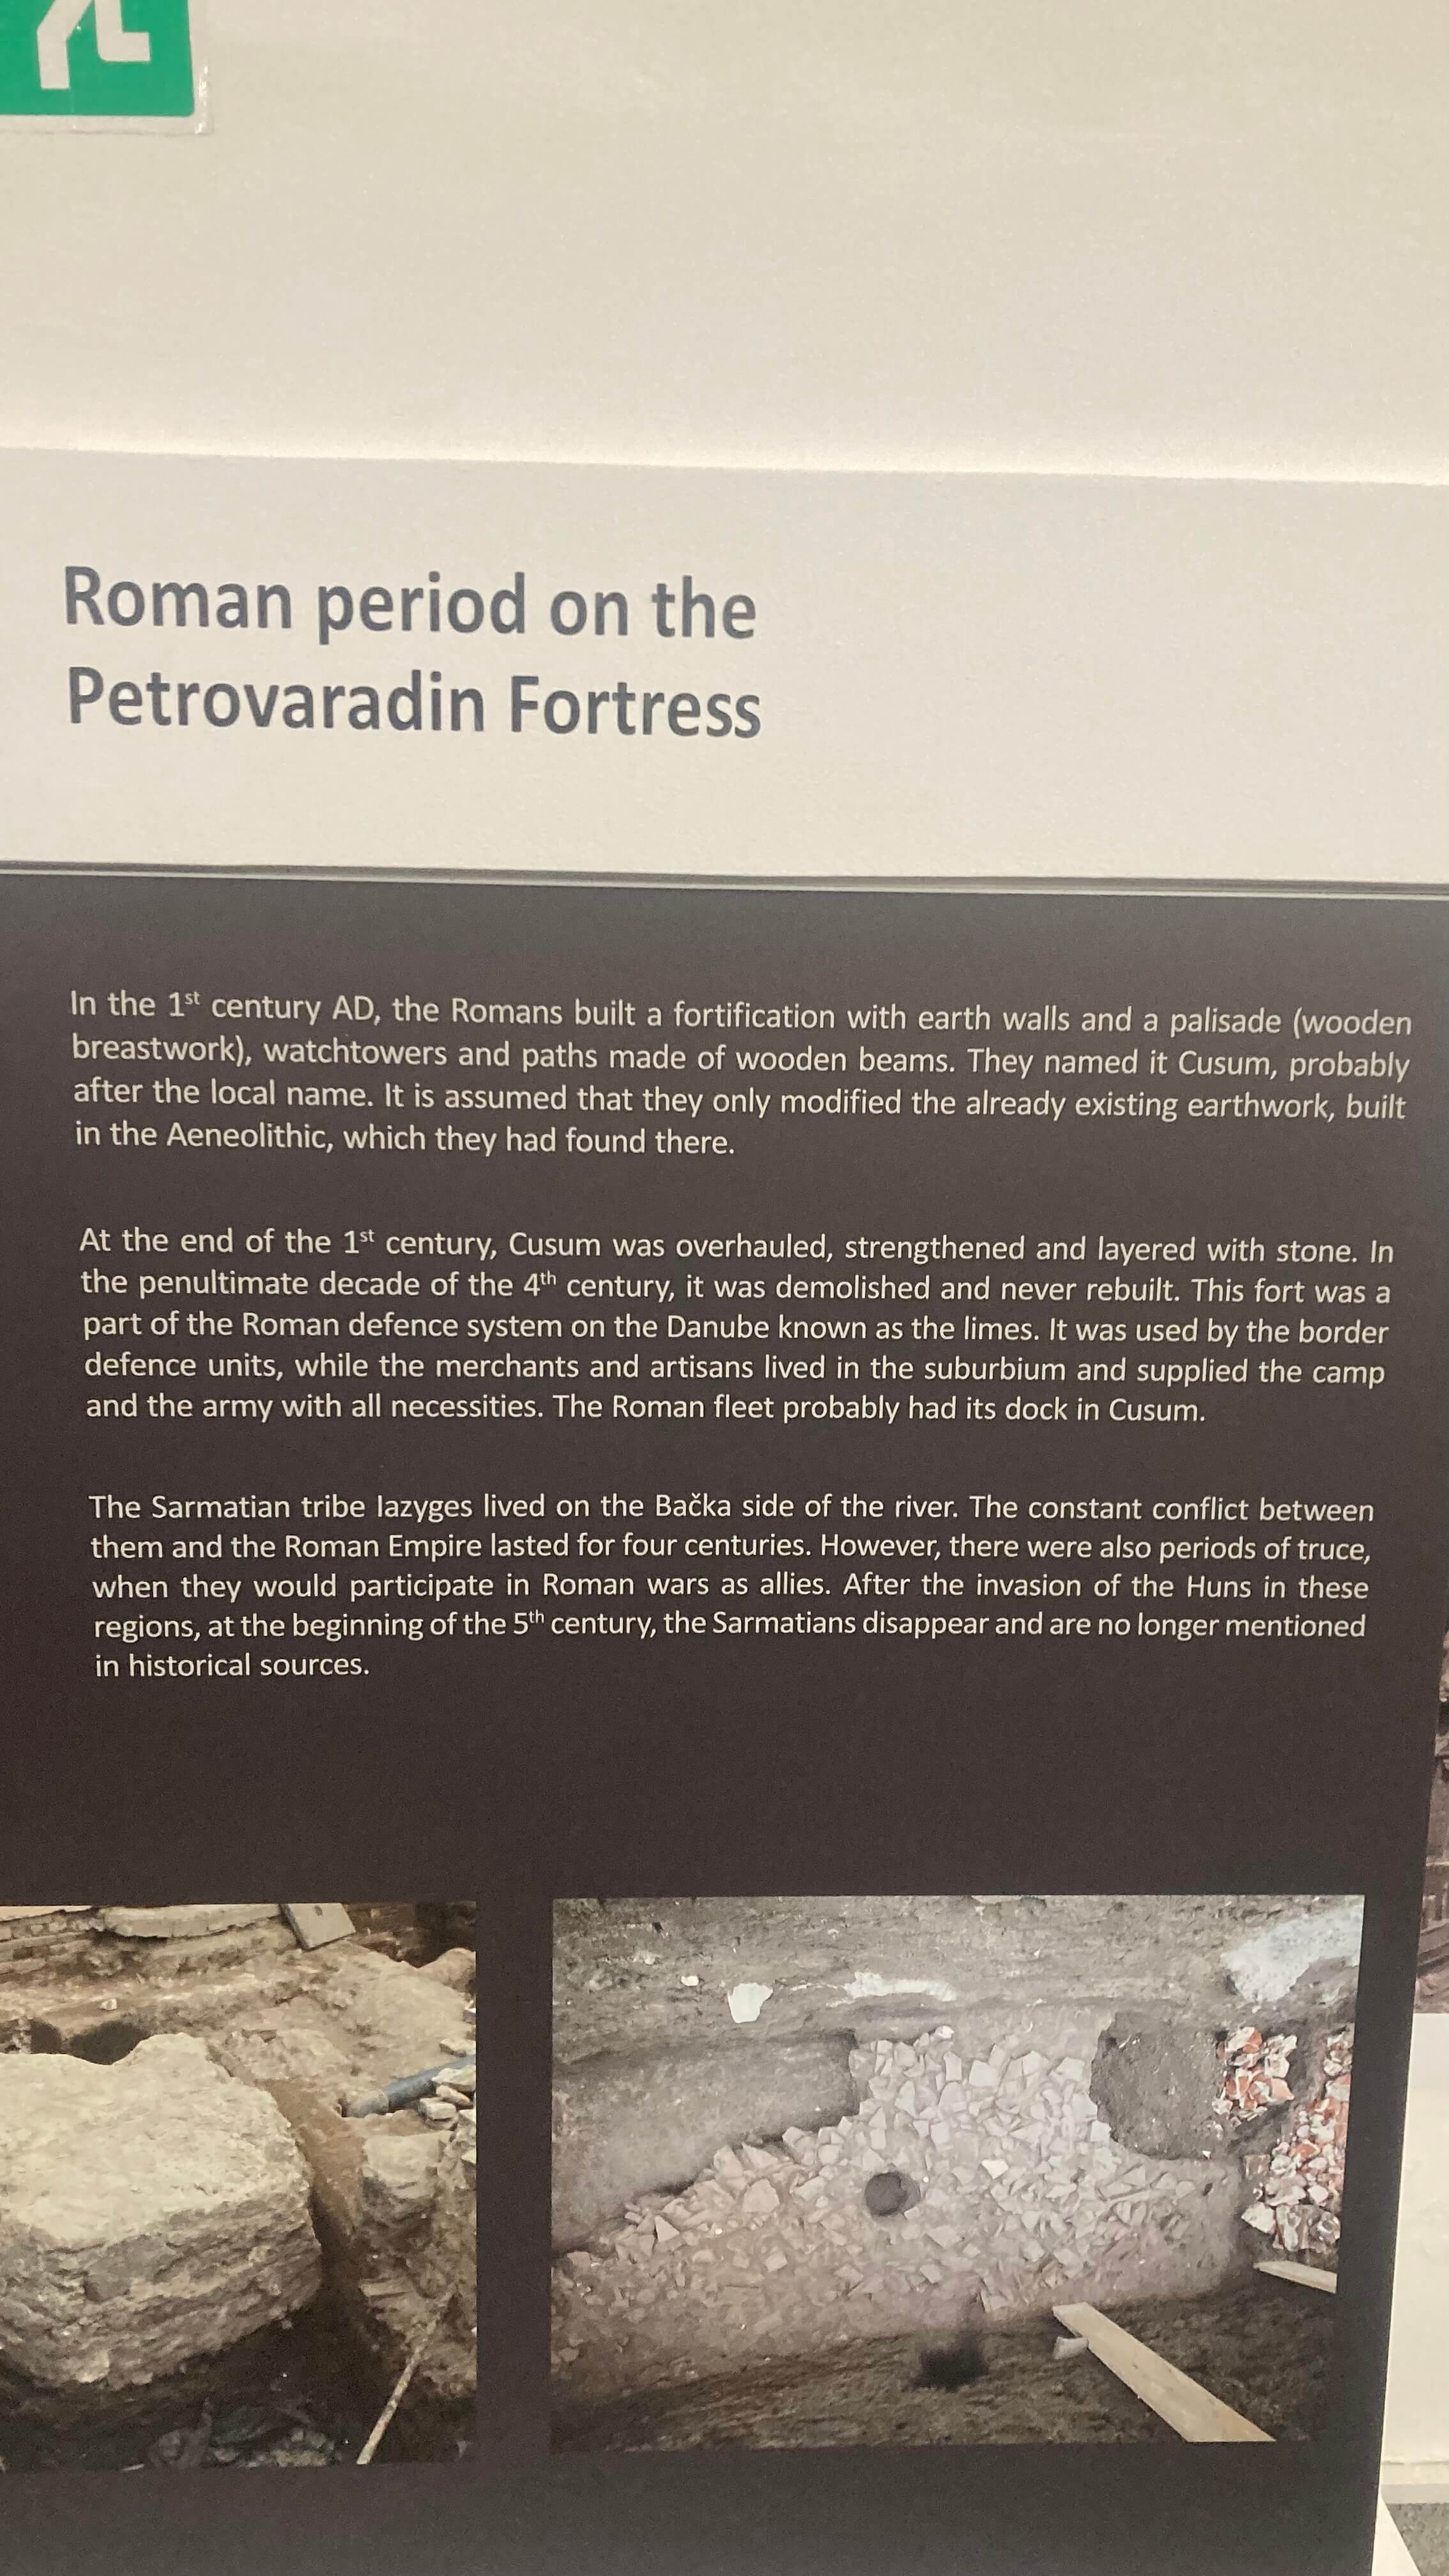 Roman period on the
Petrovaradin Fortress
In the 1st century AD, the Romans built a fortification with earth walls and a palisade (wooden
breastwork), watchtowers and paths made of wooden beams. They named it Cusum, probably
after the local name. It is assumed that they only modified the already existing earthwork, built
in the Aeneolithic, which they had found there.
At the end of the 1st century, Cusum was overhauled, strengthened and layered with stone. In
the penultimate decade of the 4th century, it was demolished and never rebuilt. This fort was a
part of the Roman defence system on the Danube known as the limes. It was used by the border
defence units, while the merchants and artisans lived in the suburbium and supplied the camp
and the army with all necessities. The Roman fleet probably had its dock in Cusum.
The Sarmatian tribe Iazyges lived on the Bačka side of the river. The constant conflict between
them and the Roman Empire lasted for four centuries. However, there were also periods of truce,
when they would participate in Roman wars as allies. After the invasion of the Huns in these
regions, at the beginning of the 5th century, the Sarmatians disappear and are no longer mentioned
in historical sources.